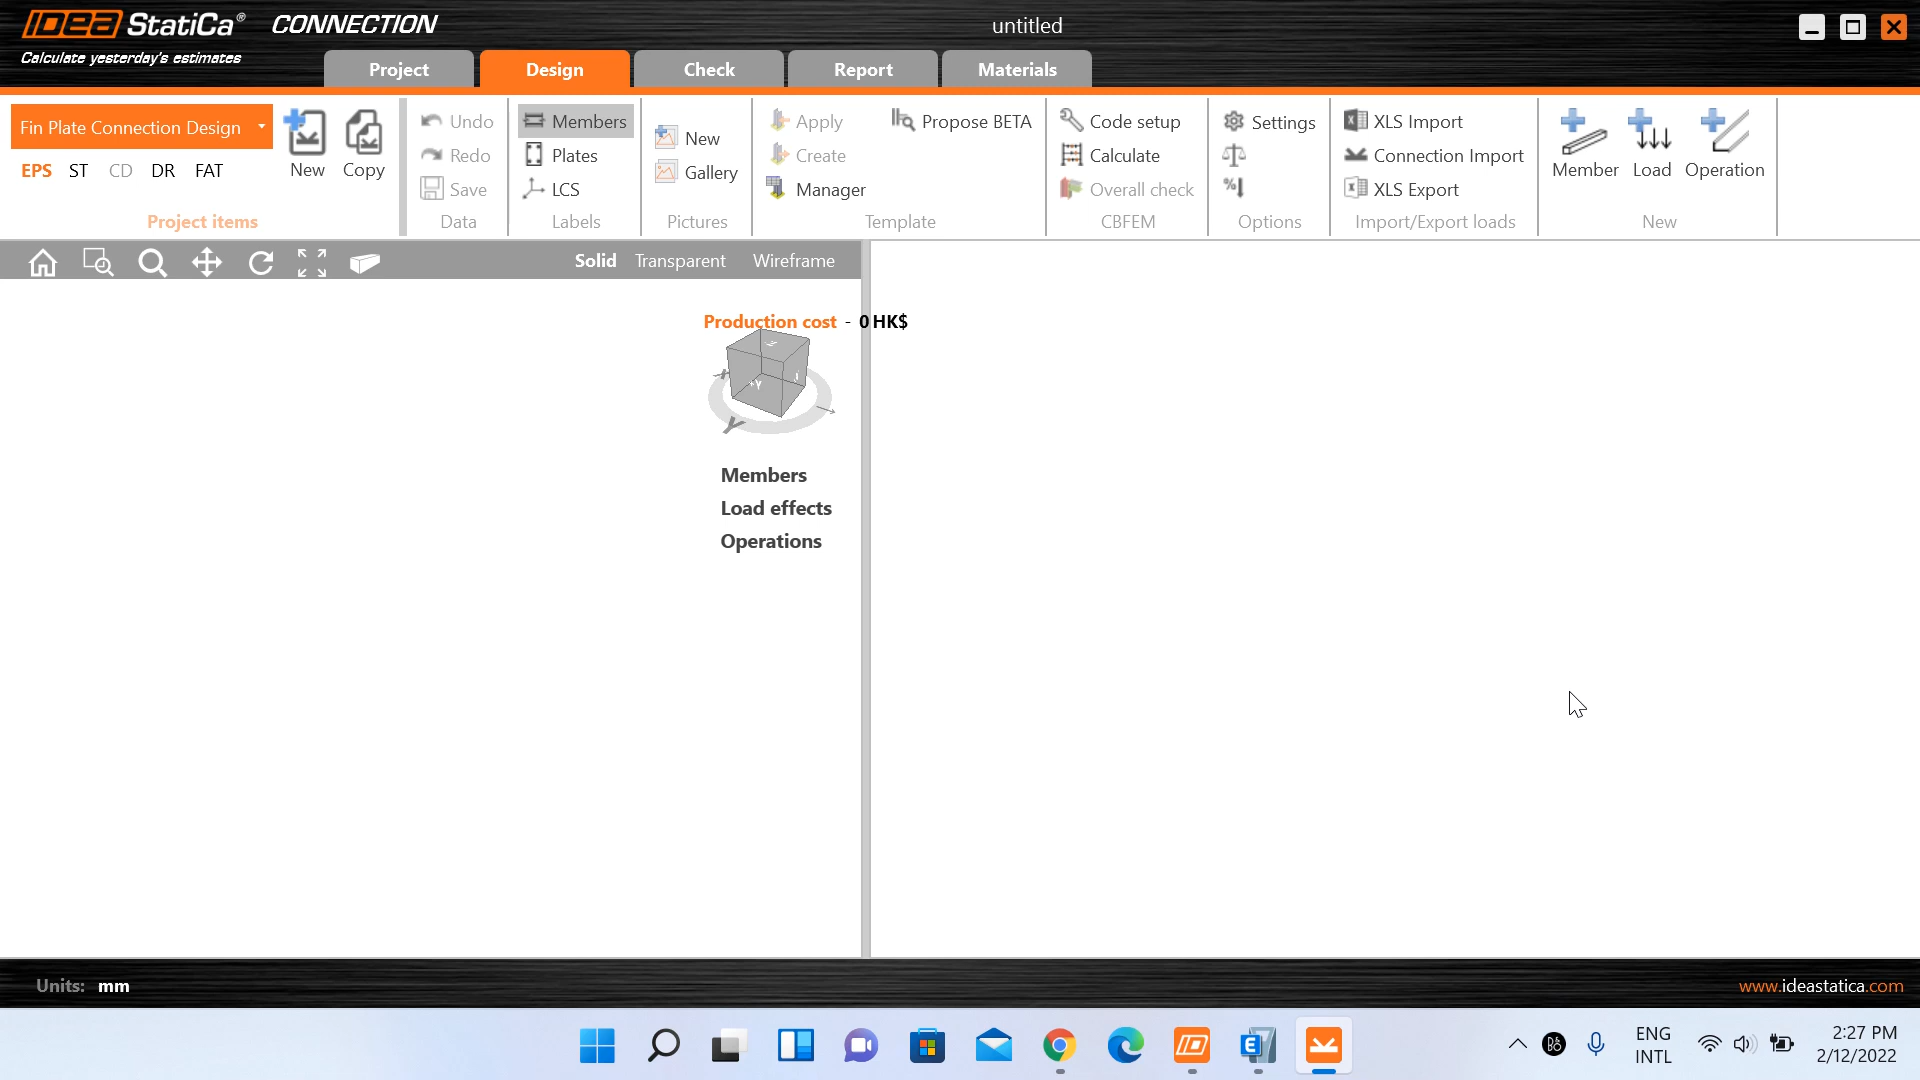 IDEA StatiCa® CONNECTION
Calculate yesterday's estimates
untitled
Project
Design
Check
Report
Materials
Fin Plate Connection Design
EPS ST CD DR FAT
New
Copy
Project items
Undo
Redo
Save
Data
Members
Plates
LCS
Labels
New
Gallery
Pictures
Apply
Create
Manager
Propose BETA
Template
Code setup
Calculate
Overall check
CBFEM
Settings
Options
XLS Import
Connection Import
XLS Export
Import/Export loads
Member
Load
Operation
New
Solid Transparent Wireframe
Production cost - 0 HK$
Z
X
+Y
Y
Members
Load effects
Operations
Units: mm
www.ideastatica.com
ENG
INTL
2:27 PM
2/12/2022